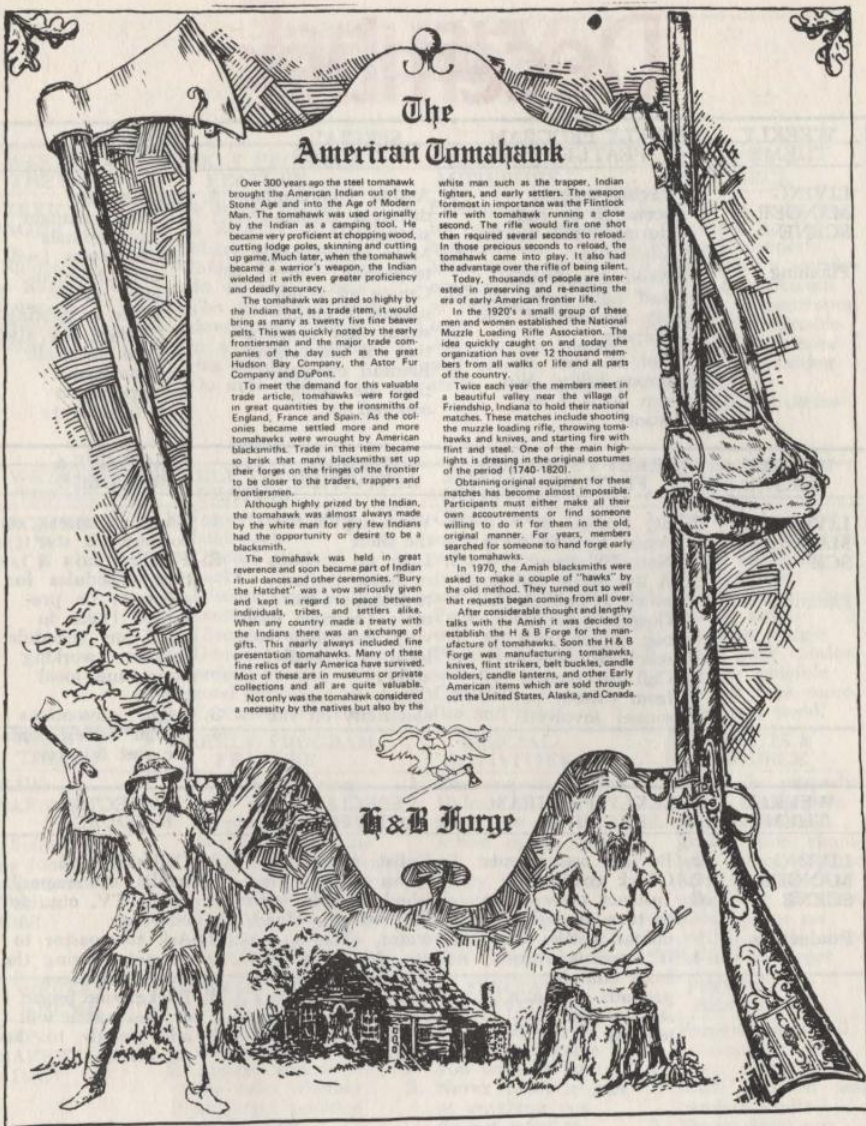 The
American Tomahawk
Over 300 years ago the steel tomahawk
brought the American Indian out of the
Stone Age and into the Age of Modern
Man. The tomahawk was used originally
by the Indian as a camping tool. He
became very proficient at chopping wood,
cutting lodge poles, skinning and cutting
up game. Much later, when the tomahawk
became a warrior's weapon, the Indian
wielded it with even greater proficiency
and deadly accuracy.
The tomahawk was prized so highly by
the Indian that, as a trade item, it would
bring as many as twenty five fine beaver
pelts. This was quickly noted by the early
frontiersman and the major trade com-
panies of the day such as the great
Hudson Bay Company, the Astor Fur
Company and DuPont.
To meet the demand for this valuable
trade article, tomahawks were forged
in great quantities by the ironsmiths of
England, France and Spain. As the col-
onies became settled more and more
tomahawks were wrought by American
blacksmiths. Trade in this item became
so brisk that many blacksmiths set up
their forges on the fringes of the frontier
to be closer to the traders, trappers and
frontiersmen.
Although highly prized by the Indian,
the tomahawk was almost always made
by the white man for very few Indians
had the opportunity or desire to be a
blacksmith.
The tomahawk was held in great
reverence and soon became part of Indian
ritual dances and other ceremonies. "Bury
the Hatchet" was a vow seriously given
and kept in regard to peace between
individuals, tribes, and settlers alike.
When any country made a treaty with
the Indians there was an exchange of
gifts. This nearly always included fine
presentation tomahawks. Many of these
fine relics of early America have survived.
Most of these are in museums or private
collections and all are quite valuable.
Not only was the tomahawk considered
a necessity by the natives but also by the
white man such as the trapper, Indian
fighters, and early settlers. The weapon
foremost in importance was the Flintlock
rifle with tomahawk running a close
second. The rifle would fire one shot
then required several seconds to reload.
In those precious seconds to reload, the
tomahawk came into play. It also had
the advantage over the rifle of being silent.
Today, thousands of people are inter-
ested in preserving and re-enacting the
era of early American frontier life.
In the 1920's a small group of these
men and women established the National
Muzzle Loading Rifle Association. The
idea quickly caught on and today the
organization has over 12 thousand mem-
bers from all walks of life and all parts
of the country.
Twice each year the members meet in
a beautiful valley near the village of
Friendship, Indiana to hold their national
matches. These matches include shooting
the muzzle loading rifle, throwing toma-
hawks and knives, and starting fire with
flint and steel. One of the main high-
lights is dressing in the original costumes
of the period (1740-1820).
Obtaining original equipment for these
matches has become almost impossible.
Participants must either make all their
own accoutrements or find someone
willing to do it for them in the old,
original manner. For years, members
searched for someone to hand forge early
style tomahawks.
In 1970, the Amish blacksmiths were
asked to make a couple of "hawks" by
the old method. They turned out so well
that requests began coming from all over.
After considerable thought and lengthy
talks with the Amish it was decided to
establish the H & B Forge for the man-
ufacture of tomahawks. Soon the H & B
Forge was manufacturing tomahawks,
knives, flint strikers, belt buckles, candle
holders, candle lanterns, and other Early
American items which are sold through-
out the United States, Alaska, and Canada.
H & B Forge